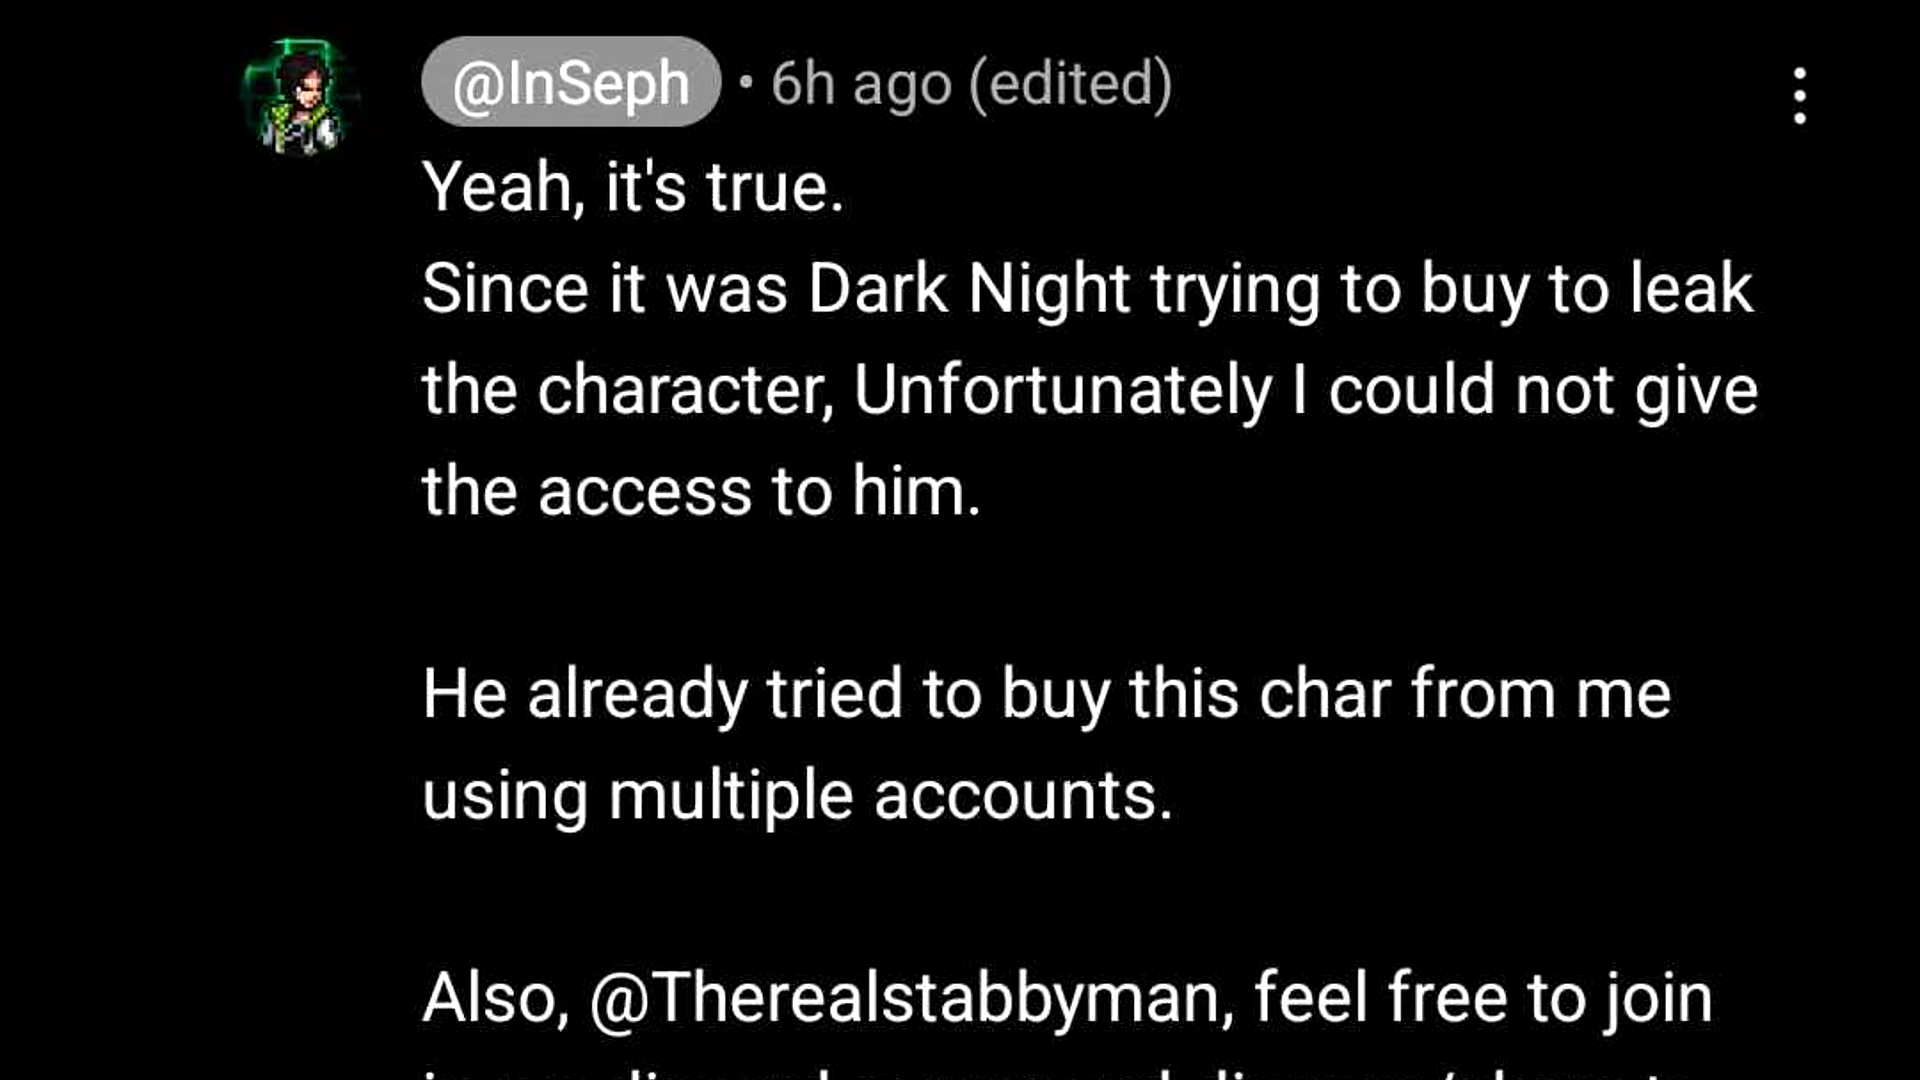 @InSeph • 6h ago (edited)
Yeah, it's true.
Since it was Dark Night trying to buy to leak
the character, Unfortunately I could not give
the access to him.
He already tried to buy this char from me
using multiple accounts.
Also, @Therealstabbyman, feel free to join